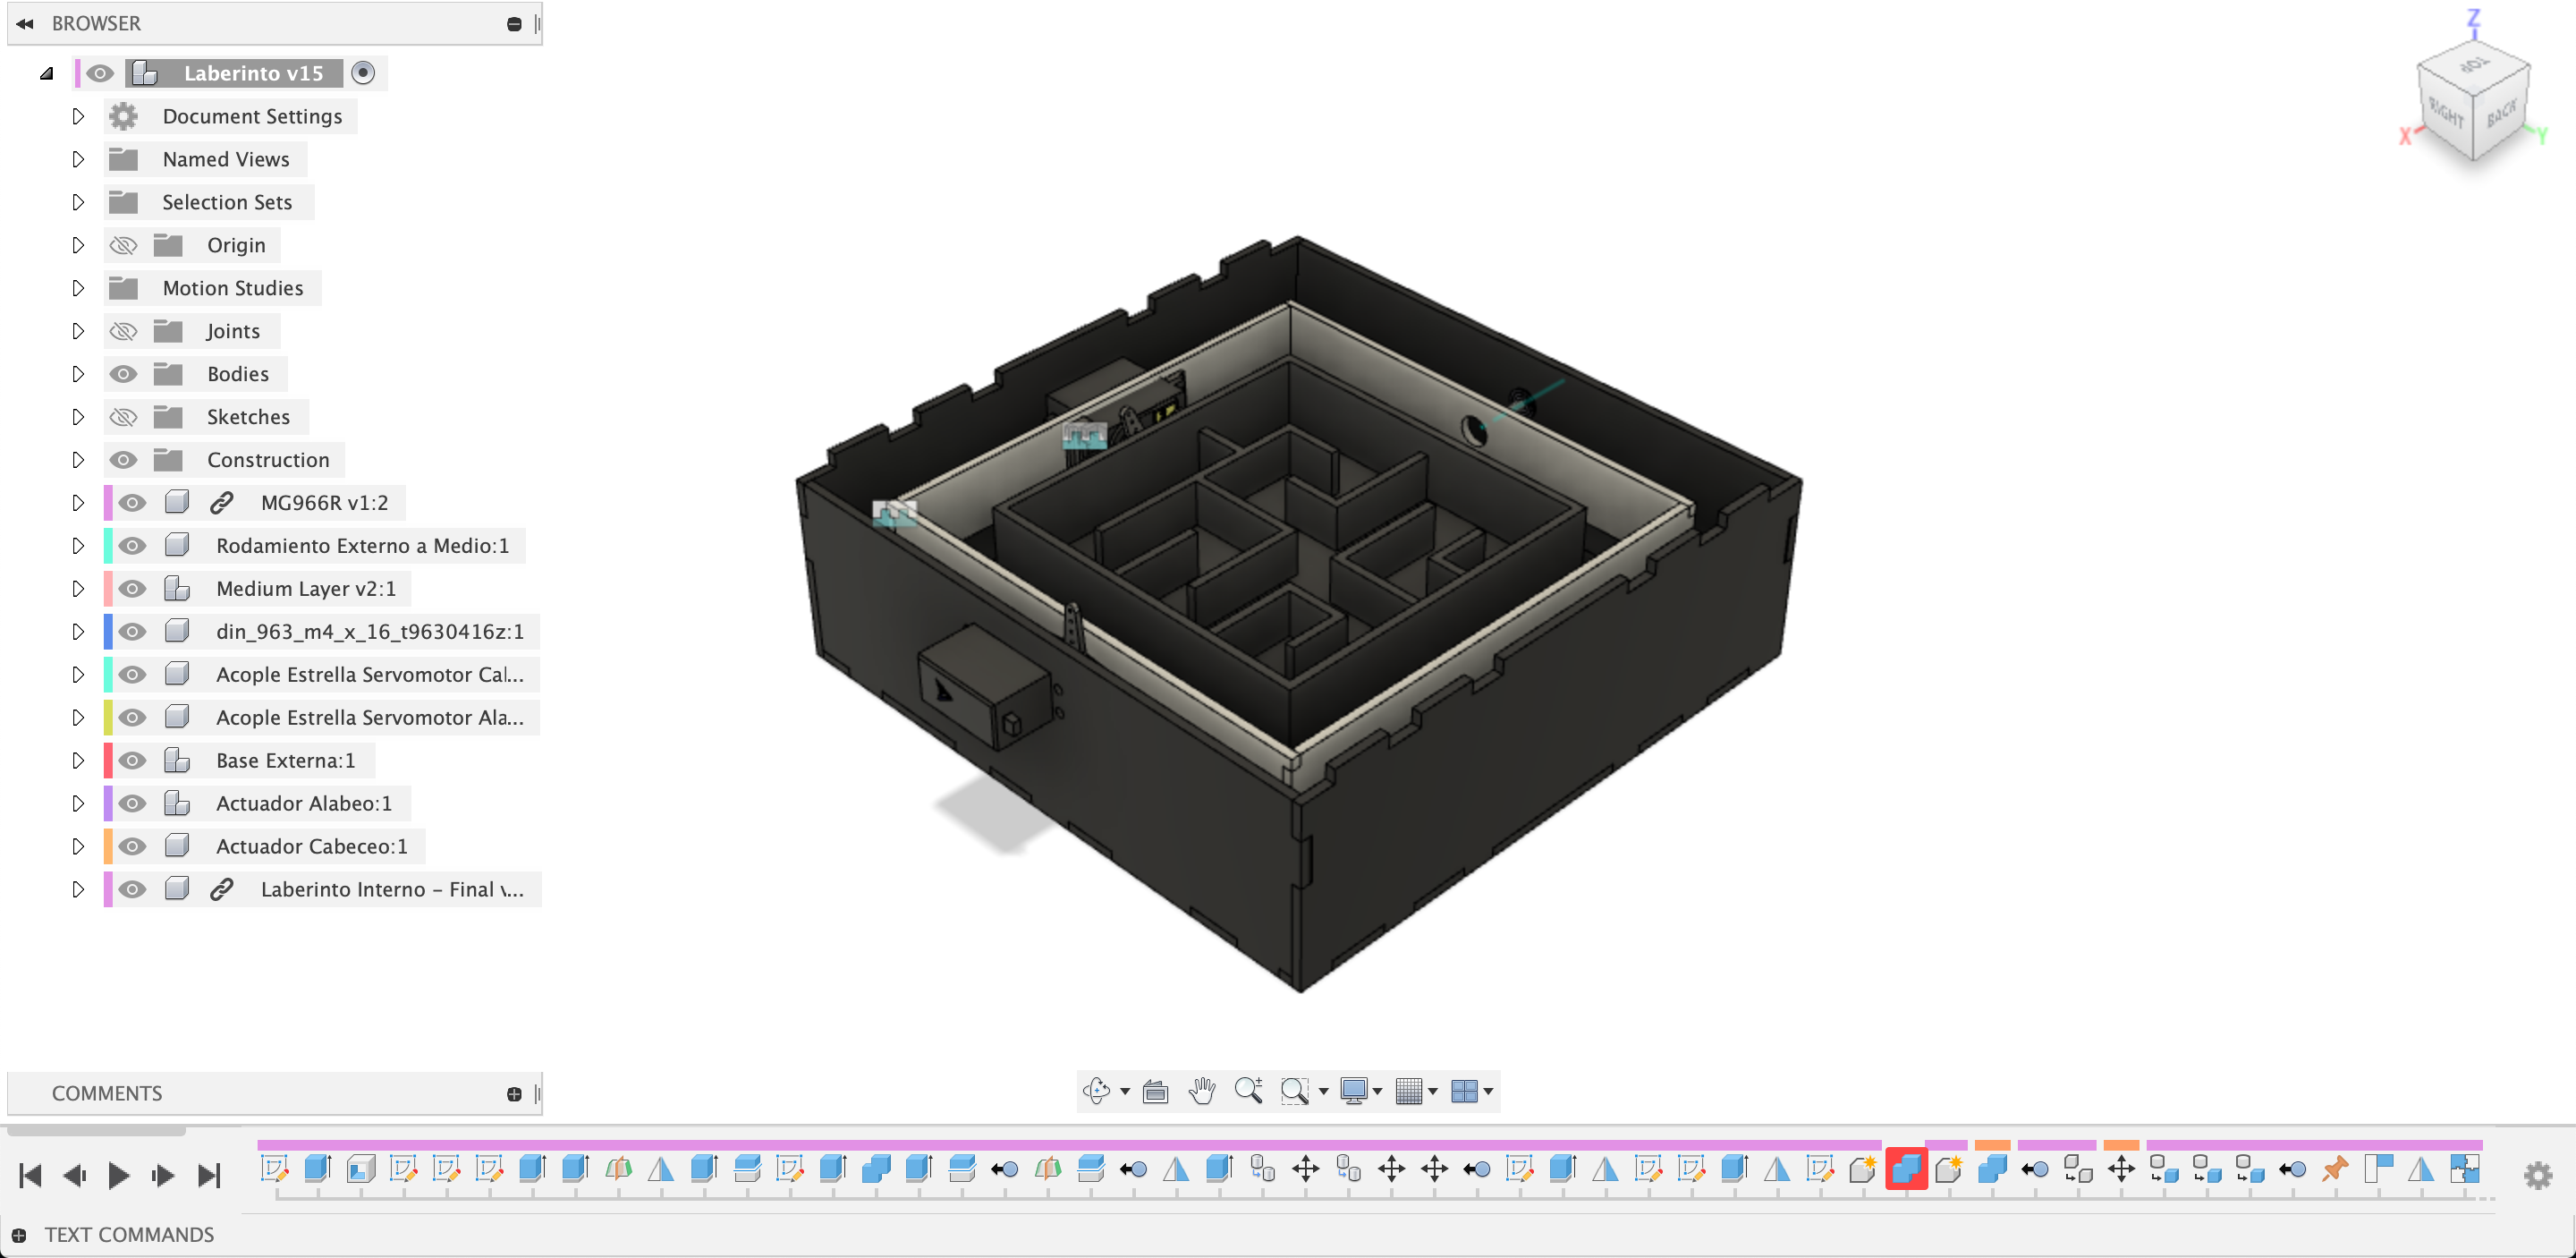 BROWSER
Laberinto v15
Document Settings
Named Views
Selection Sets
Origin
Motion Studies
Joints
Bodies
Sketches
Construction
MG966R v1:2
Rodamiento Externo a Medio:1
Medium Layer v2:1
din_963_m4_x_16_t9630416z:1
Acople Estrella Servomotor Cal...
Acople Estrella Servomotor Ala...
Base Externa:1
Actuador Alabeo:1
Actuador Cabeceo:1
Laberinto Interno - Final v...
Z
TOP
RIGHT
BACK
X
Y
COMMENTS
TEXT COMMANDS